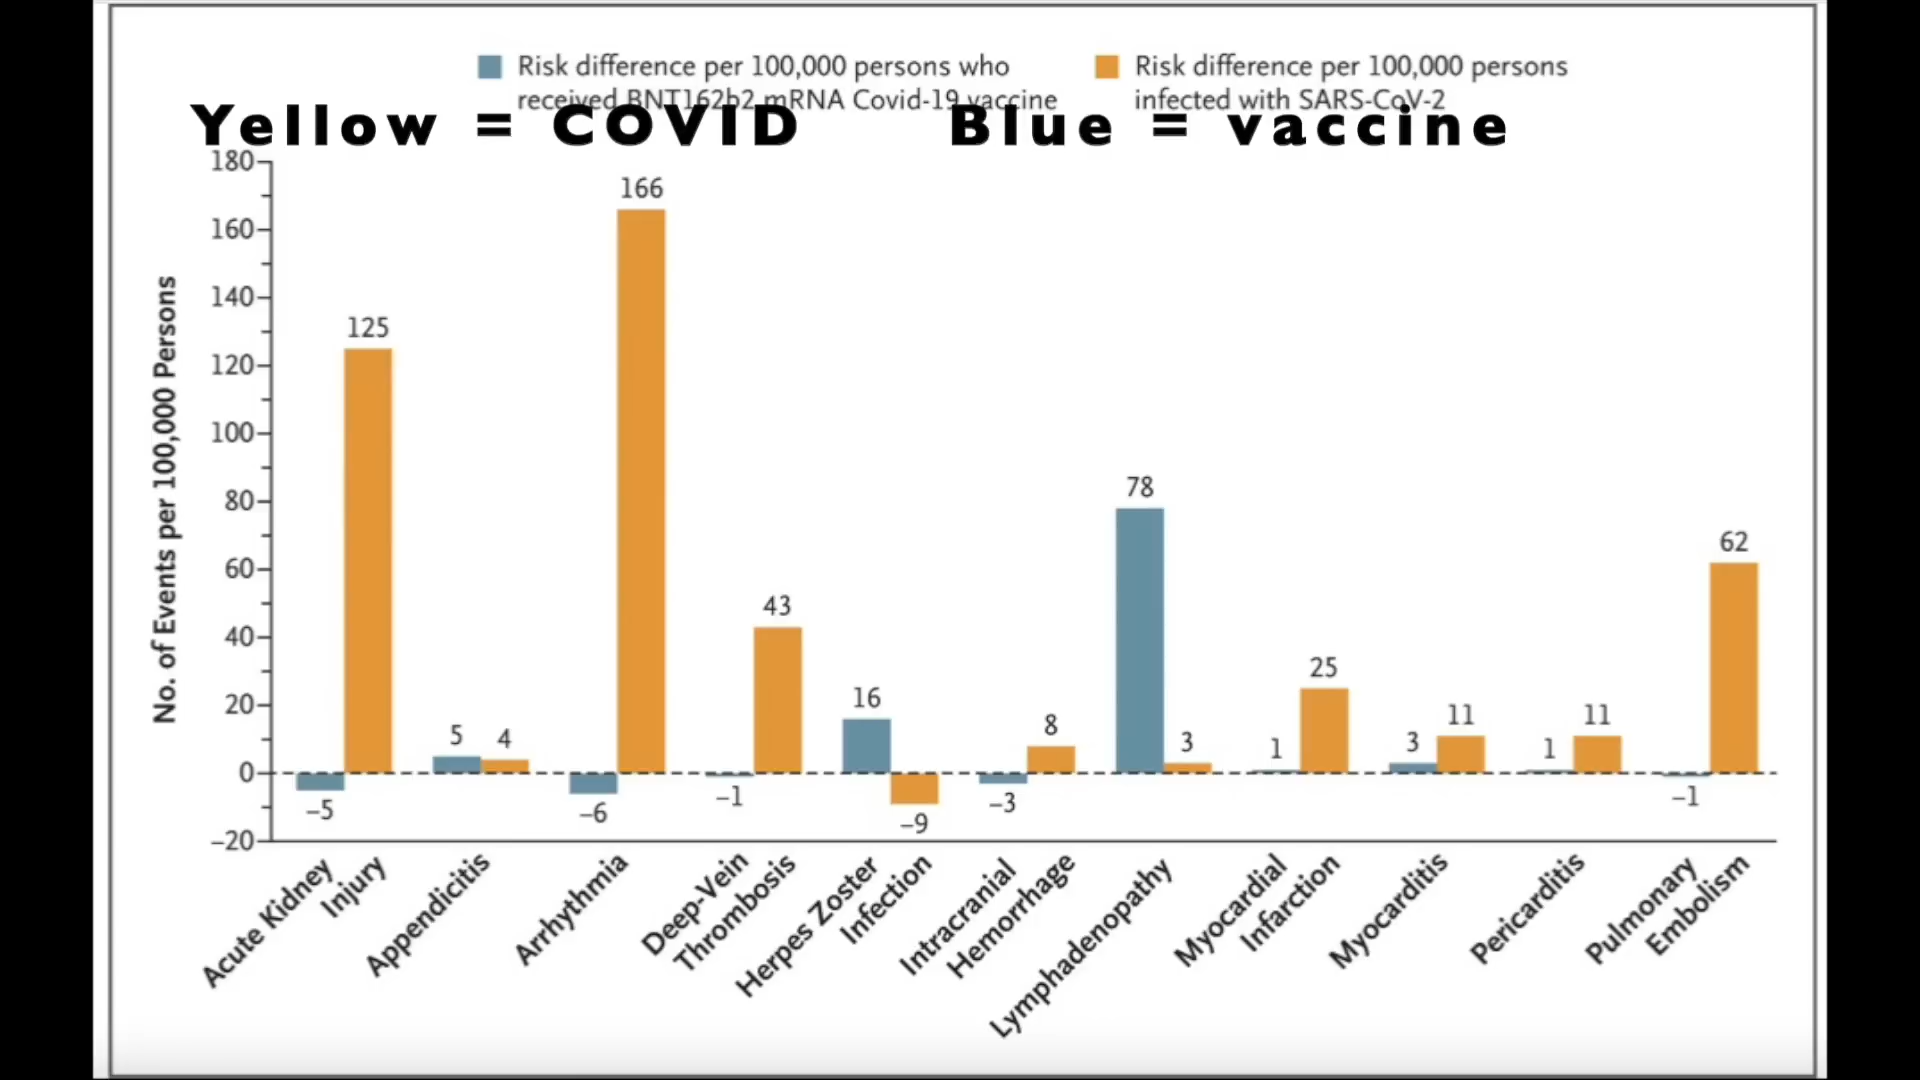 Risk difference per 100,000 persons who
received BNT162b2 mRNA Covid-19 vaccine
Risk difference per 100,000 persons
infected with SARS-CoV-2
Yellow = COVID Blue = vaccine
No. of Events per 100,000 Persons
180
160
140
120
100
80
60
40
20
0
–20
–5
125
5
4
–6
166
–1
43
16
–9
–3
8
78
3
1
25
3
11
1
11
–1
62
Acute Kidney
Injury
Appendicitis
Arrhythmia
Deep-Vein
Thrombosis
Herpes Zoster
Infection
Intracranial
Hemorrhage
Lymphadenopathy
Myocardial
Infarction
Myocarditis
Pericarditis
Pulmonary
Embolism